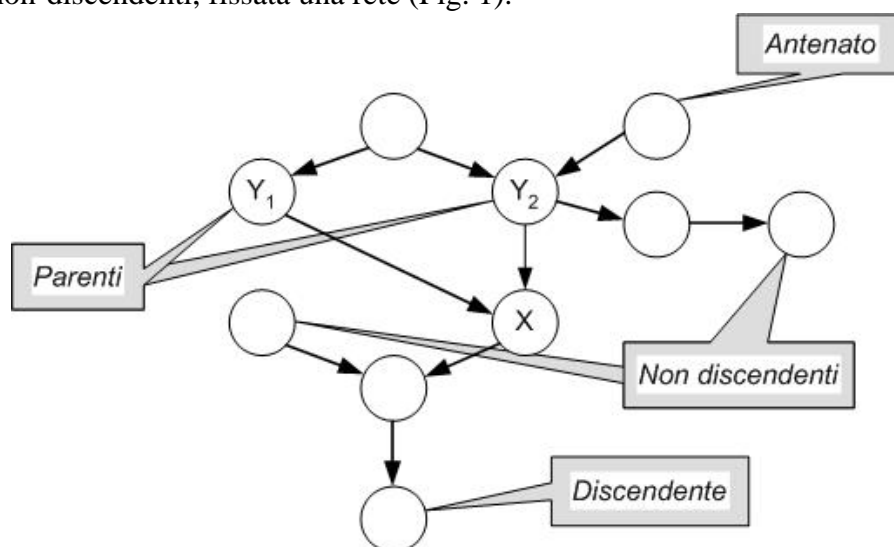 non-discendenti, fissata una rete (Fig. 1).
Antenato
Y1
Y2
Parenti
X
Non discendenti
Discendente